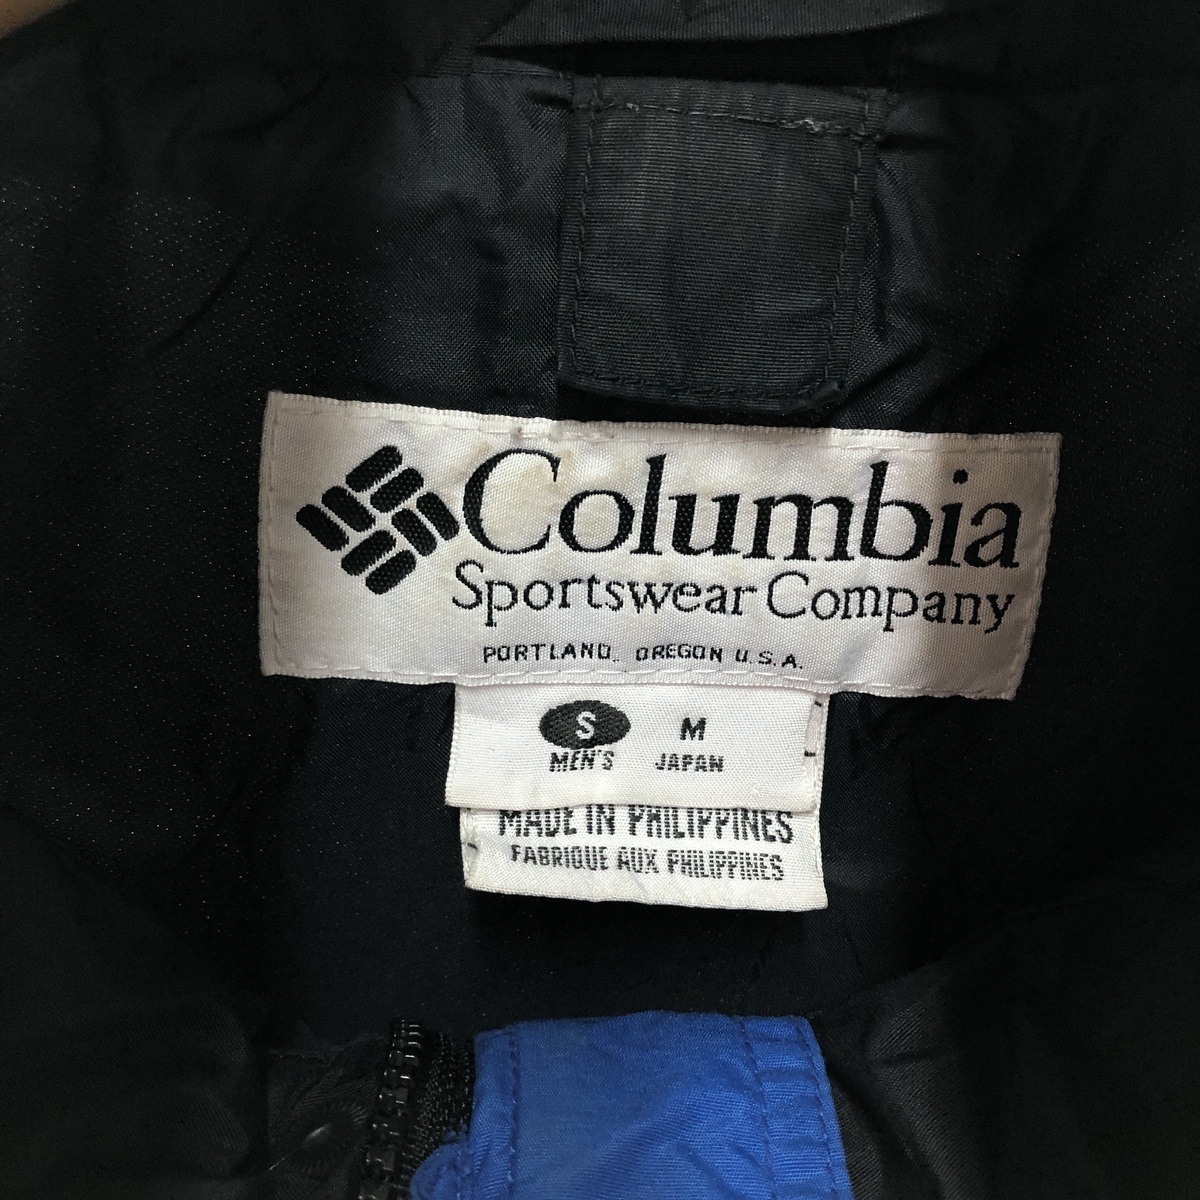 Columbia
Sportswear Company
PORTLAND, OREGON U.S.A.
S M
MEN'S JAPAN
MADE IN PHILIPPINES
FABRIQUE AUX PHILIPPINES